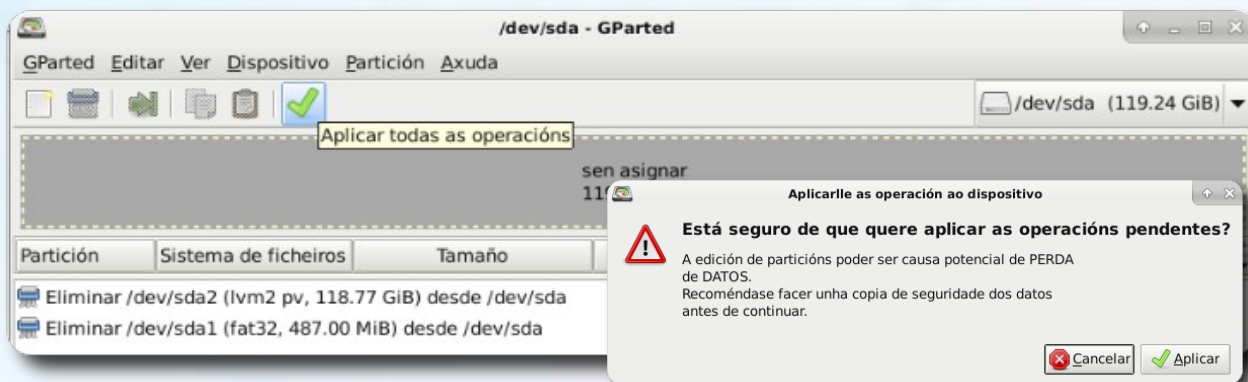 /dev/sda - GParted
GParted Editar Ver Dispositivo Partición Axuda
/dev/sda (119.24 GiB)
Aplicar todas as operacións
sen asignar
Aplicarlle as operación ao dispositivo
Está seguro de que quere aplicar as operacións pendentes?
A edición de particións poder ser causa potencial de PERDA
de DATOS.
Recoméndase facer unha copia de seguridade dos datos
antes de continuar.
Cancelar Aplicar
Partición Sistema de ficheiros Tamaño
Eliminar /dev/sda2 (lvm2 pv, 118.77 GiB) desde /dev/sda
Eliminar /dev/sda1 (fat32, 487.00 MiB) desde /dev/sda